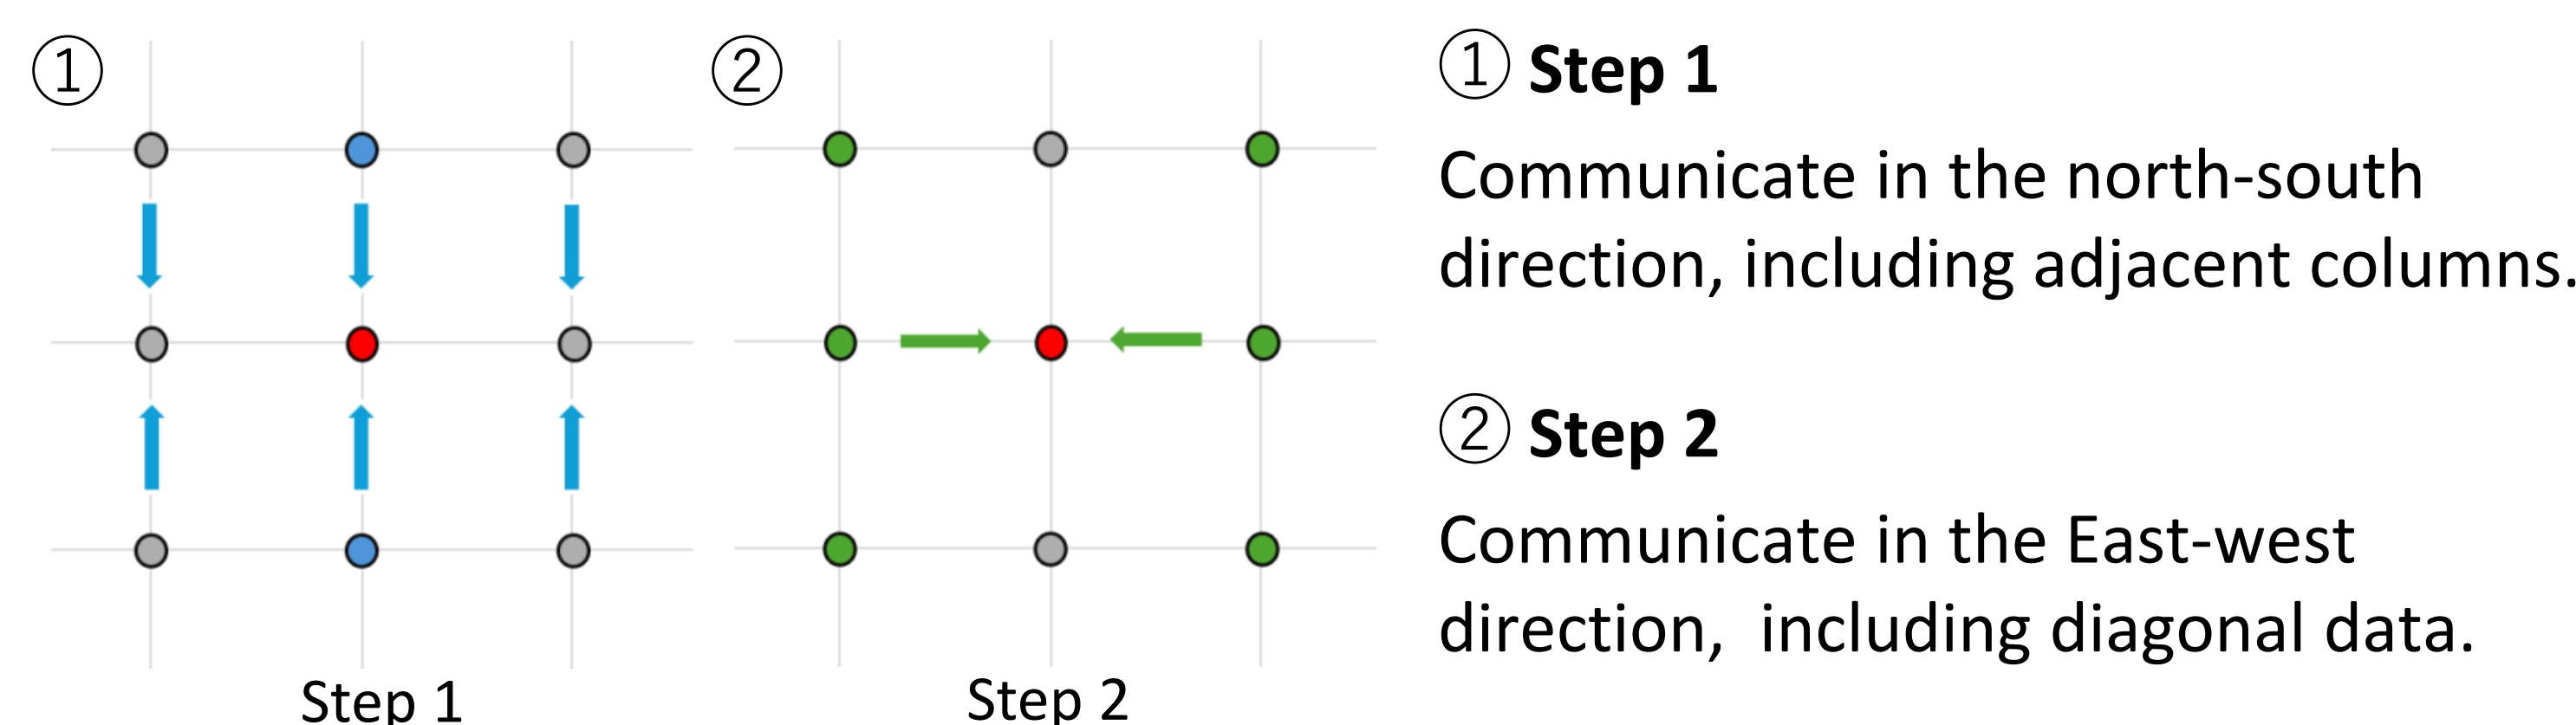 ①
②
Step 1
Step 2
① Step 1
Communicate in the north-south
direction, including adjacent columns.
② Step 2
Communicate in the East-west
direction,  including diagonal data.